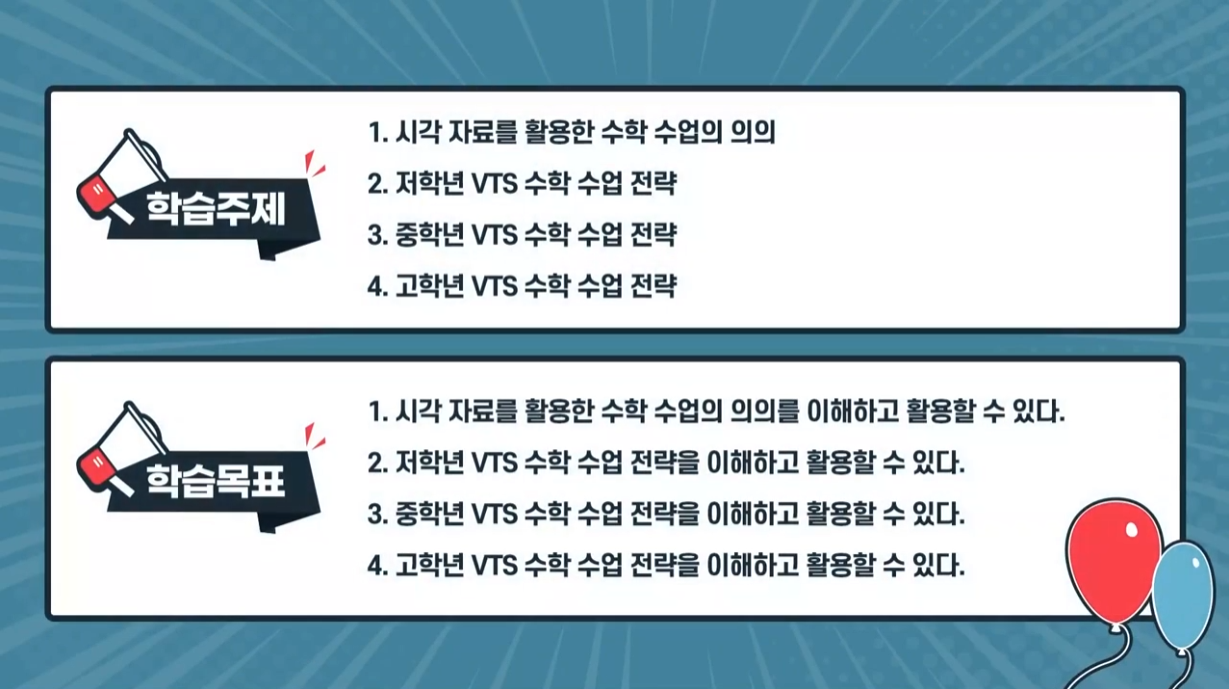 학습주제
1. 시각 자료를 활용한 수학 수업의 의의
2. 저학년 VTS 수학 수업 전략
3. 중학년 VTS 수학 수업 전략
4. 고학년 VTS 수학 수업 전략
학습목표
1. 시각 자료를 활용한 수학 수업의 의의를 이해하고 활용할 수 있다.
2. 저학년 VTS 수학 수업 전략을 이해하고 활용할 수 있다.
3. 중학년 VTS 수학 수업 전략을 이해하고 활용할 수 있다.
4. 고학년 VTS 수학 수업 전략을 이해하고 활용할 수 있다.